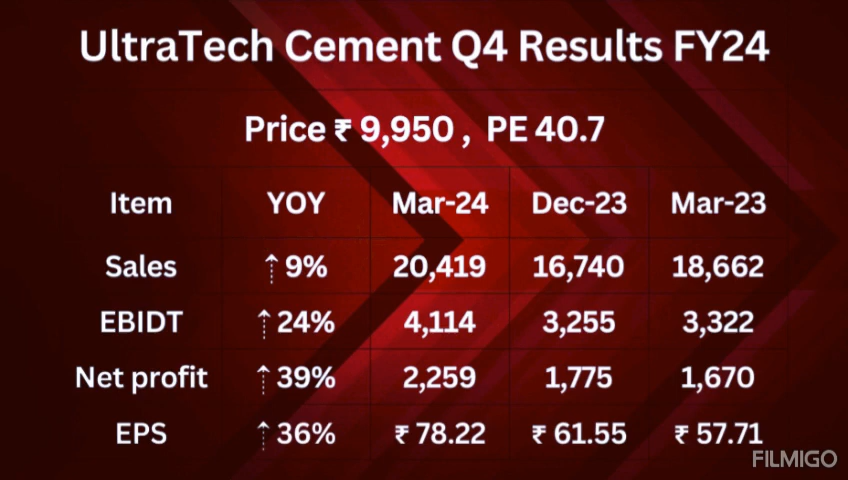 UltraTech Cement Q4 Results FY24
Price ₹ 9,950 , PE 40.7
Item YOY Mar-24 Dec-23 Mar-23
Sales ↑ 9% 20,419 16,740 18,662
EBIDT ↑ 24% 4,114 3,255 3,322
Net profit ↑ 39% 2,259 1,775 1,670
EPS ↑ 36% ₹ 78.22 ₹ 61.55 ₹ 57.71
FILMIGO